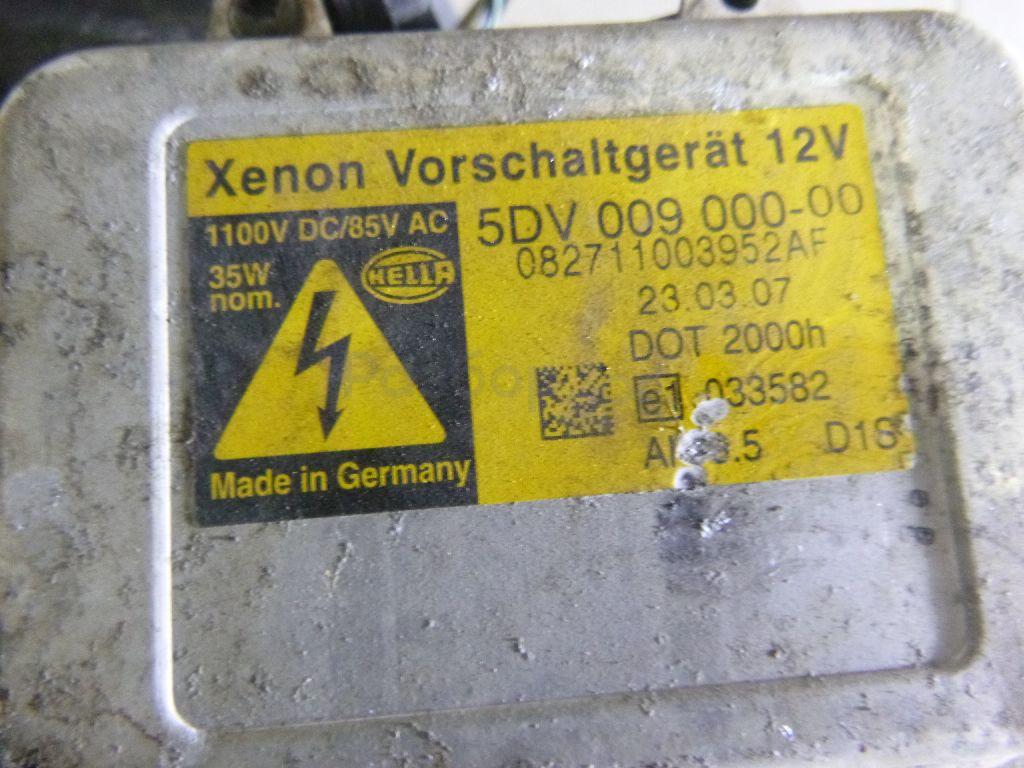 Xenon Vorschaltgerät 12V
1100V DC/85V AC
35W
nom.
HELLA
Made in Germany
5DV 009 000-00
082711003952AF
23.03.07
DOT 2000h
e1 033582
D1S